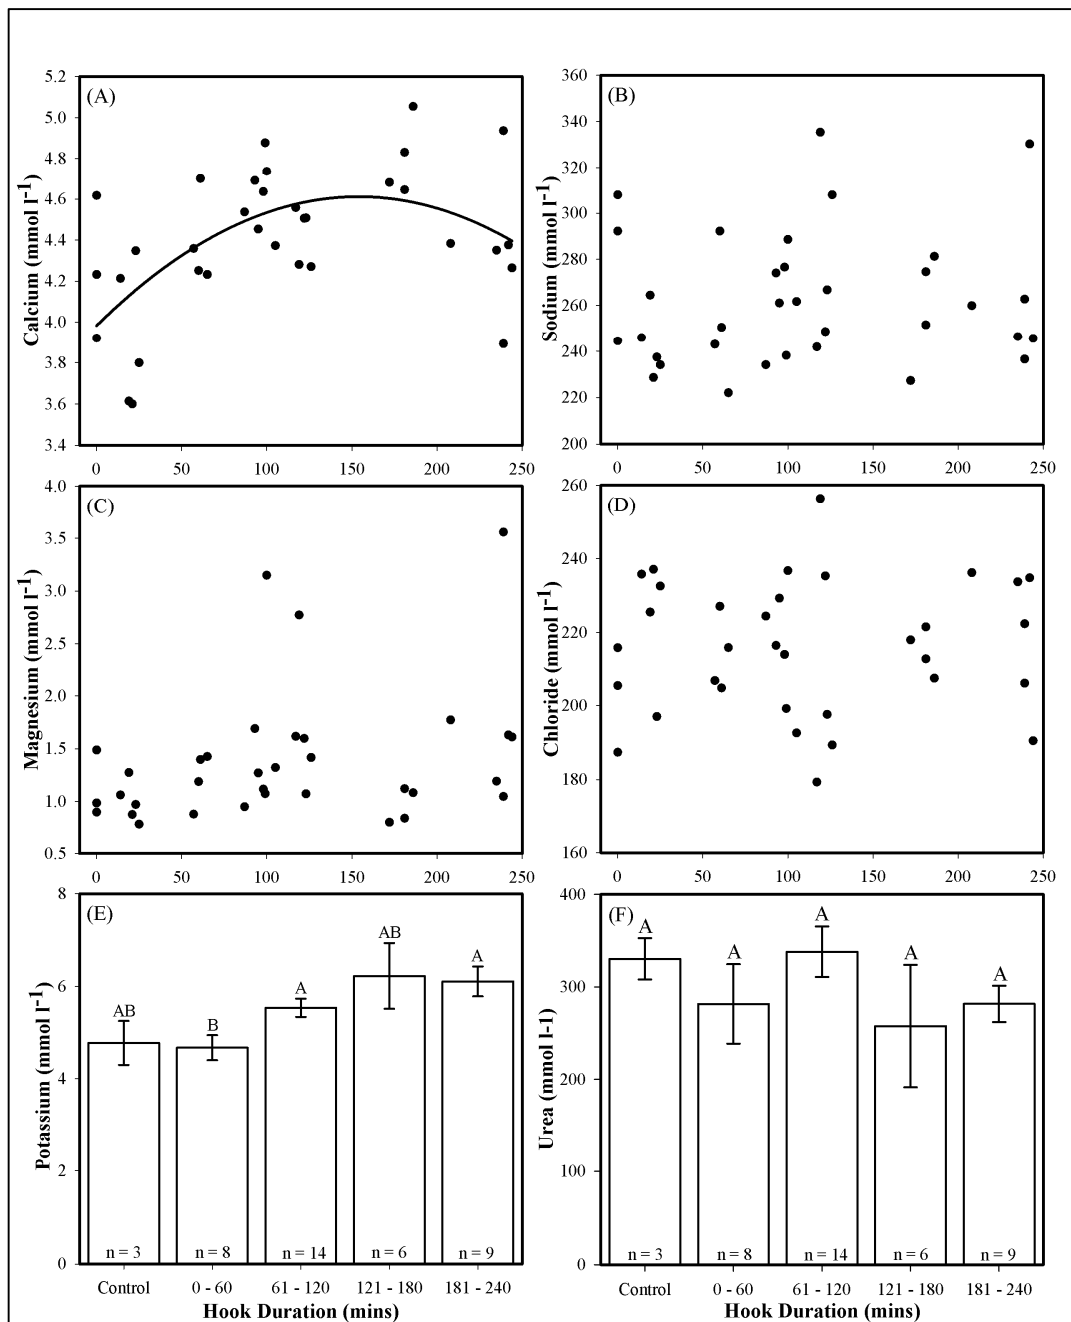 (A)
Calcium (mmol l-1)
5.2
5.0
4.8
4.6
4.4
4.2
4.0
3.8
3.6
3.4
0 50 100 150 200 250
(B)
Sodium (mmol l-1)
360
340
320
300
280
260
240
220
200
0 50 100 150 200 250
(C)
Magnesium (mmol l-1)
4.0
3.5
3.0
2.5
2.0
1.5
1.0
0.5
0 50 100 150 200 250
(D)
Chloride (mmol l-1)
260
240
220
200
180
160
0 50 100 150 200 250
(E)
Potassium (mmol l-1)
8
6
4
2
0
AB B A AB A
n = 3 n = 8 n = 14 n = 6 n = 9
Control 0 - 60 61 - 120 121 - 180 181 - 240
Hook Duration (mins)
(F)
Urea (mmol l-1)
400
300
200
100
0
A A A A A
n = 3 n = 8 n = 14 n = 6 n = 9
Control 0 - 60 61 - 120 121 - 180 181 - 240
Hook Duration (mins)